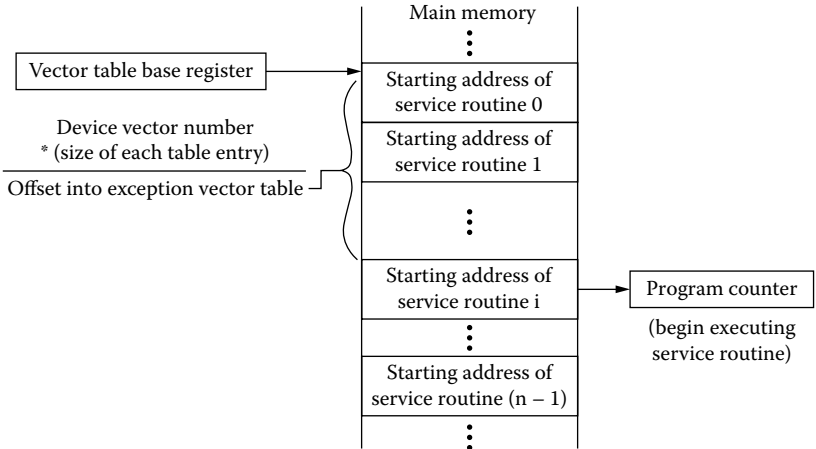 Main memory
Vector table base register
Starting address of
service routine 0
Device vector number
* (size of each table entry)
Offset into exception vector table
Starting address of
service routine 1
Starting address of
service routine i
Program counter
(begin executing
service routine)
Starting address of
service routine (n – 1)